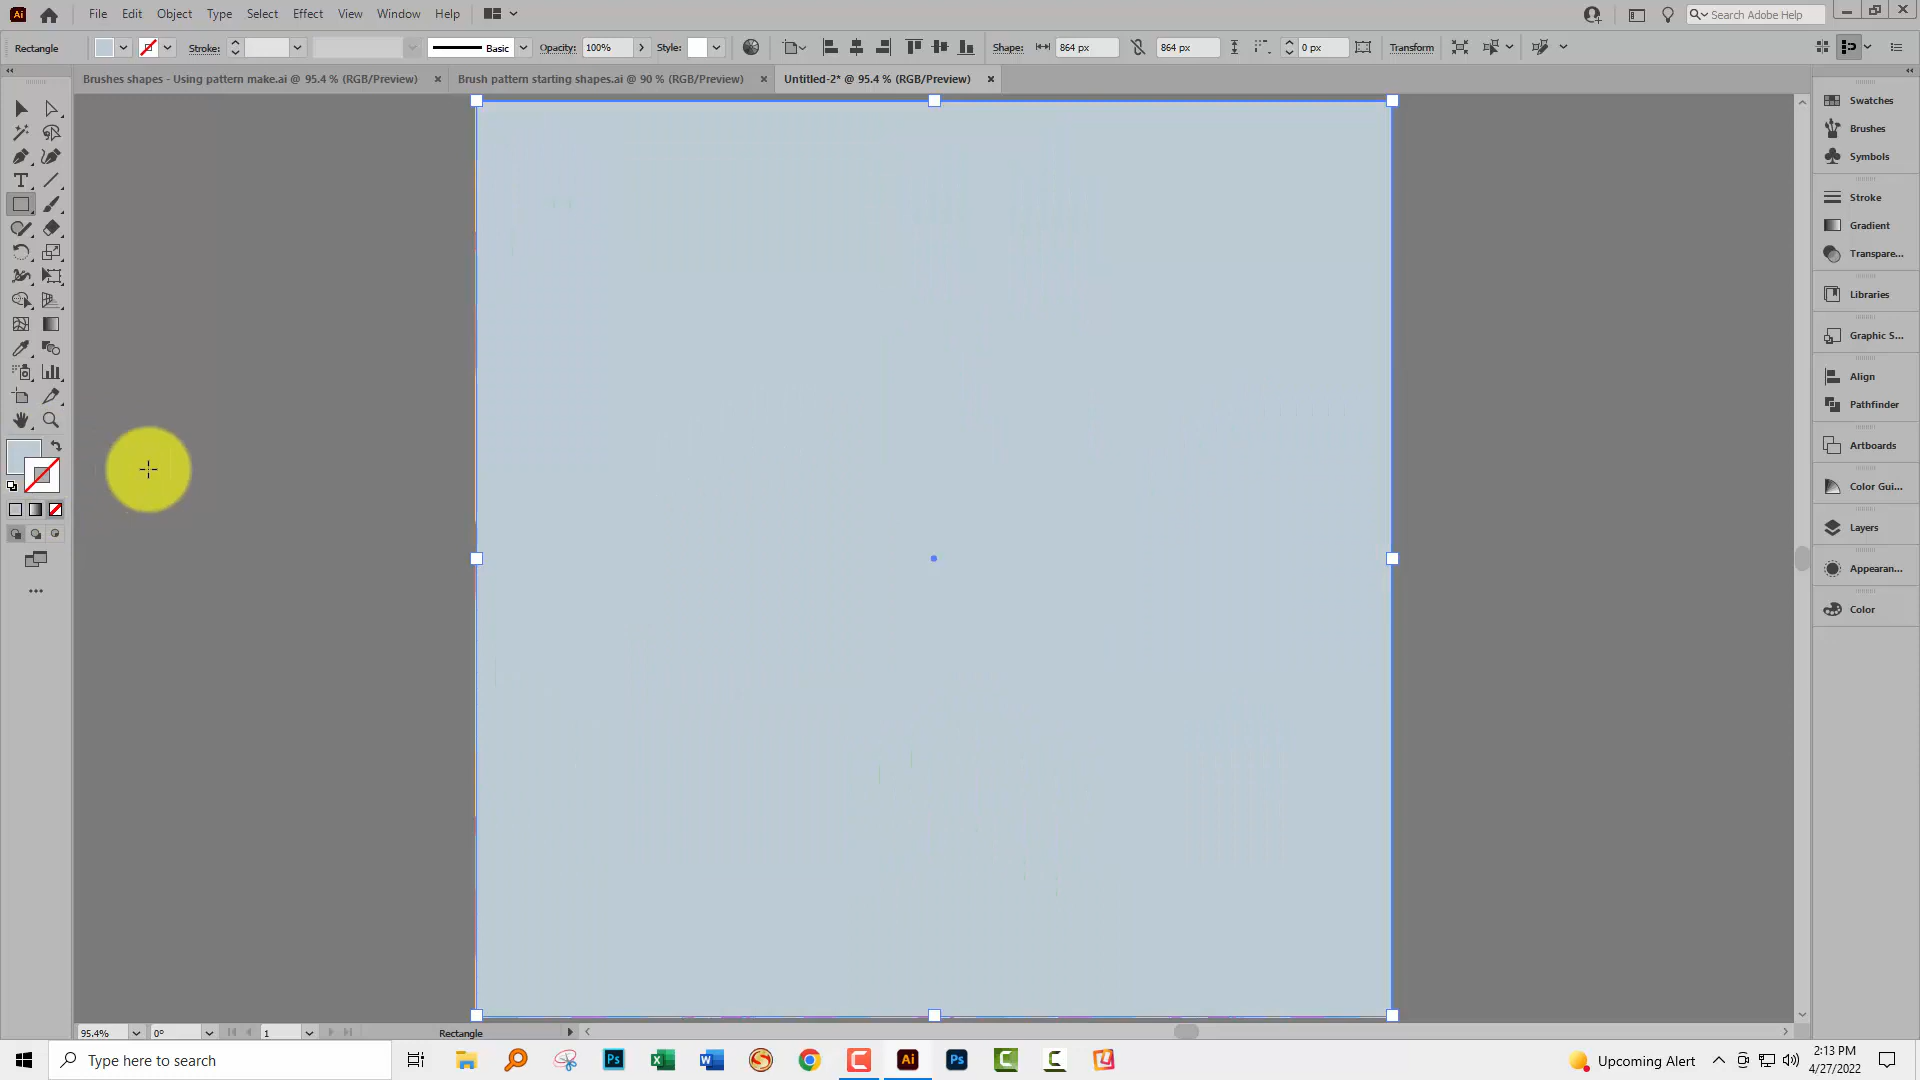 Ai File Edit Object Type Select Effect View Window Help Search Adobe Help
Rectangle Stroke: Basic Opacity: 100% Style: Shape: 864 px 864 px 0 px Transform
Brushes shapes - Using pattern make.ai @ 95.4 % (RGB/Preview) × Brush pattern starting shapes.ai @ 90 % (RGB/Preview) × Untitled-2* @ 95.4 % (RGB/Preview) ×
Swatches
Brushes
Symbols
Stroke
Gradient
Transpare...
Libraries
Graphic S...
Align
Pathfinder
Artboards
Color Gui...
Layers
Appearan...
Color
95.4% 0° 1 Rectangle
Type here to search Ps Ai Ps Upcoming Alert 2:13 PM
4/27/2022